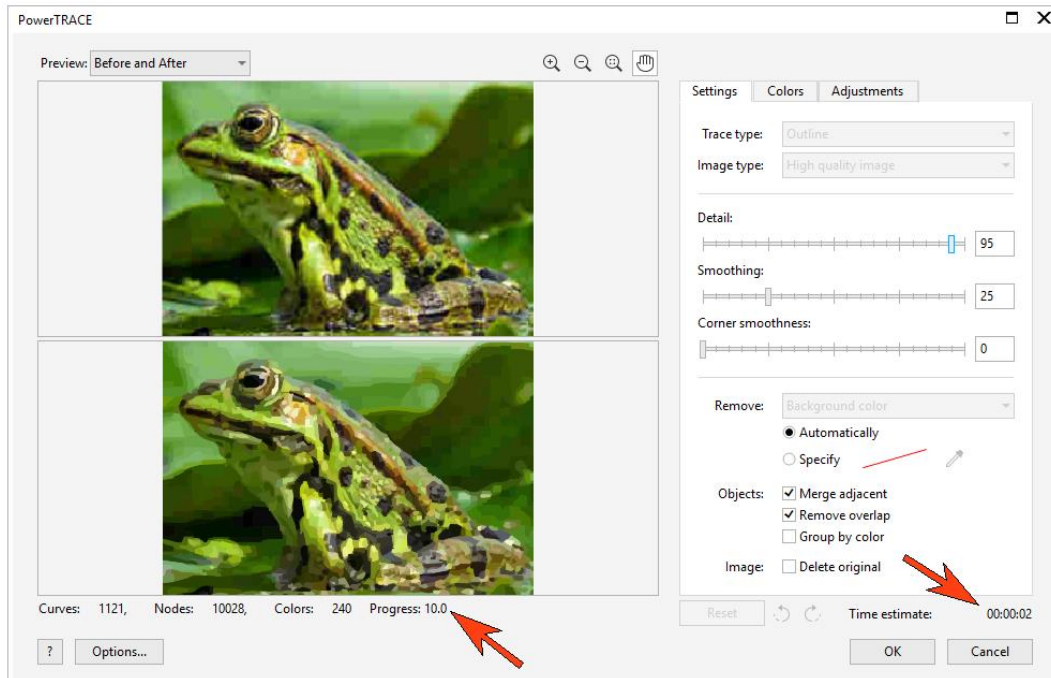 PowerTRACE
Preview: Before and After
Settings Colors Adjustments
Trace type: Outline
Image type: High quality image
Detail:
95
Smoothing:
25
Corner smoothness:
0
Remove: Background color
Automatically
Specify
Objects: Merge adjacent
Remove overlap
Group by color
Image: Delete original
Curves: 1121, Nodes: 10028, Colors: 240 Progress: 10.0
Reset Time estimate: 00:00:02
? Options... OK Cancel